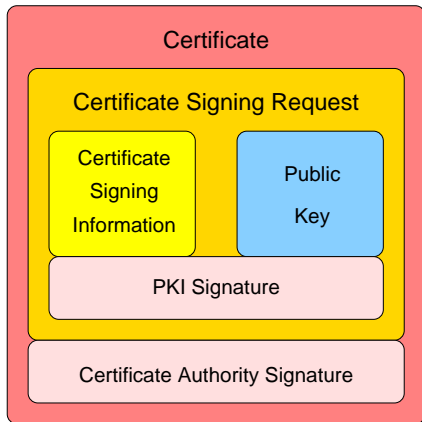 Certificate
Certificate Signing Request
Certificate
Signing
Information
Public
Key
PKI Signature
Certificate Authority Signature